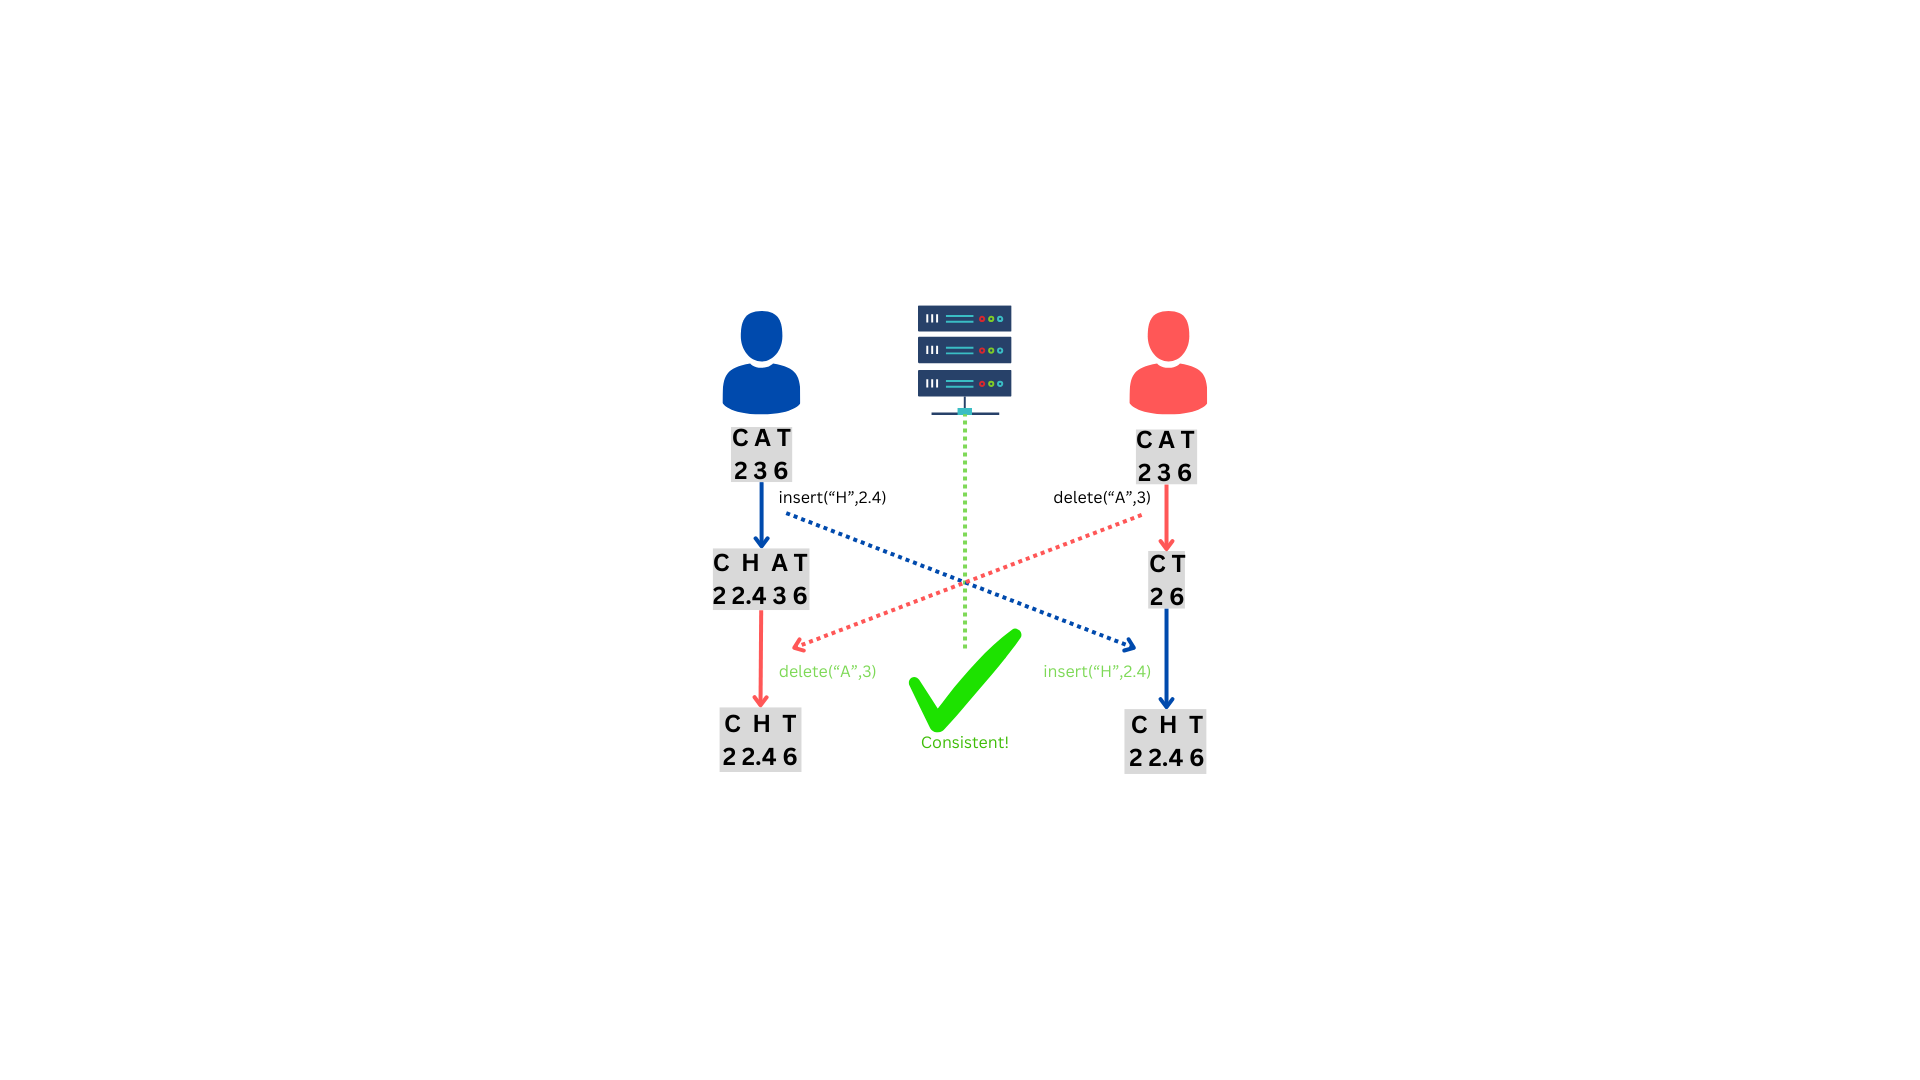 C A T
2 3 6
C A T
2 3 6
insert(“H”,2.4)
delete(“A”,3)
C H A T
2 2.4 3 6
C T
2 6
delete(“A”,3)
insert(“H”,2.4)
C H T
2 2.4 6
Consistent!
C H T
2 2.4 6